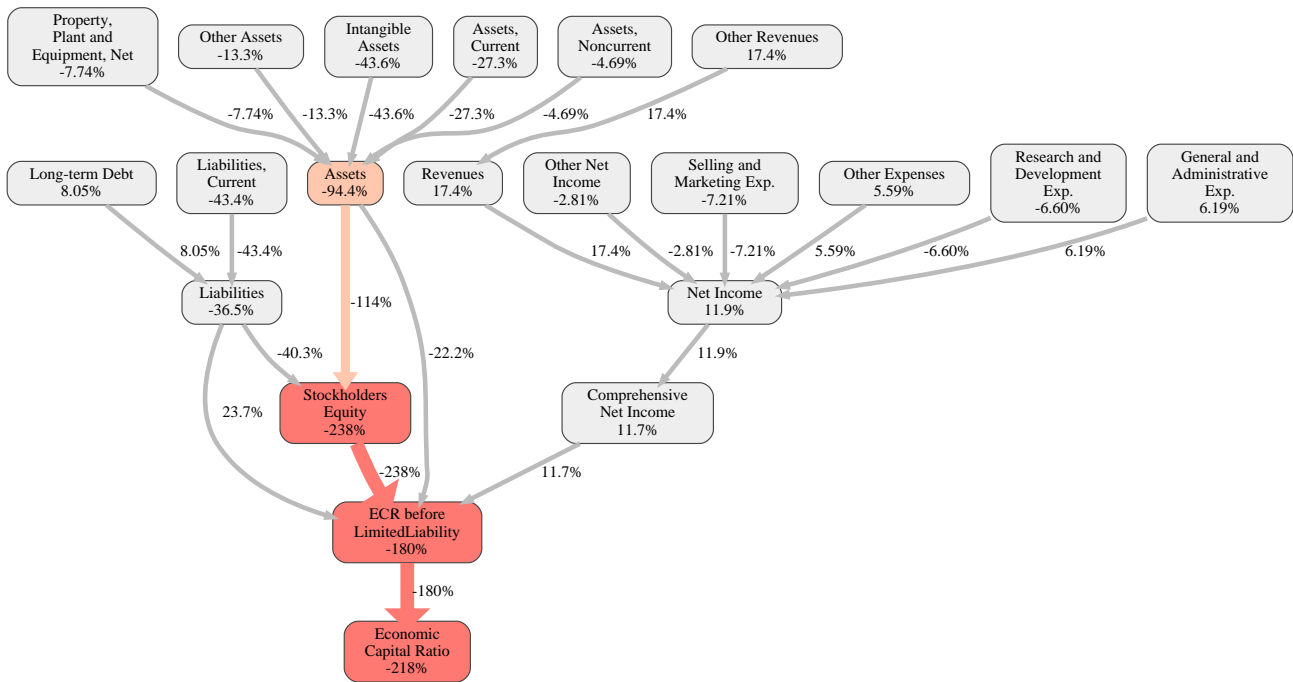 Property,
Plant and
Equipment, Net
-7.74%
Other Assets
-13.3%
Intangible
Assets
-43.6%
Assets,
Current
-27.3%
Assets,
Noncurrent
-4.69%
Other Revenues
17.4%
-7.74%
-13.3%
-43.6%
-27.3%
-4.69%
17.4%
Long-term Debt
8.05%
Liabilities,
Current
-43.4%
Assets
-94.4%
Revenues
17.4%
Other Net
Income
-2.81%
Selling and
Marketing Exp.
-7.21%
Other Expenses
5.59%
Research and
Development
Exp.
-6.60%
General and
Administrative
Exp.
6.19%
8.05%
-43.4%
17.4%
-2.81%
-7.21%
5.59%
-6.60%
6.19%
Liabilities
-36.5%
Net Income
11.9%
-114%
-40.3%
-22.2%
11.9%
23.7%
Stockholders
Equity
-238%
Comprehensive
Net Income
11.7%
-238%
11.7%
ECR before
LimitedLiability
-180%
-180%
Economic
Capital Ratio
-218%